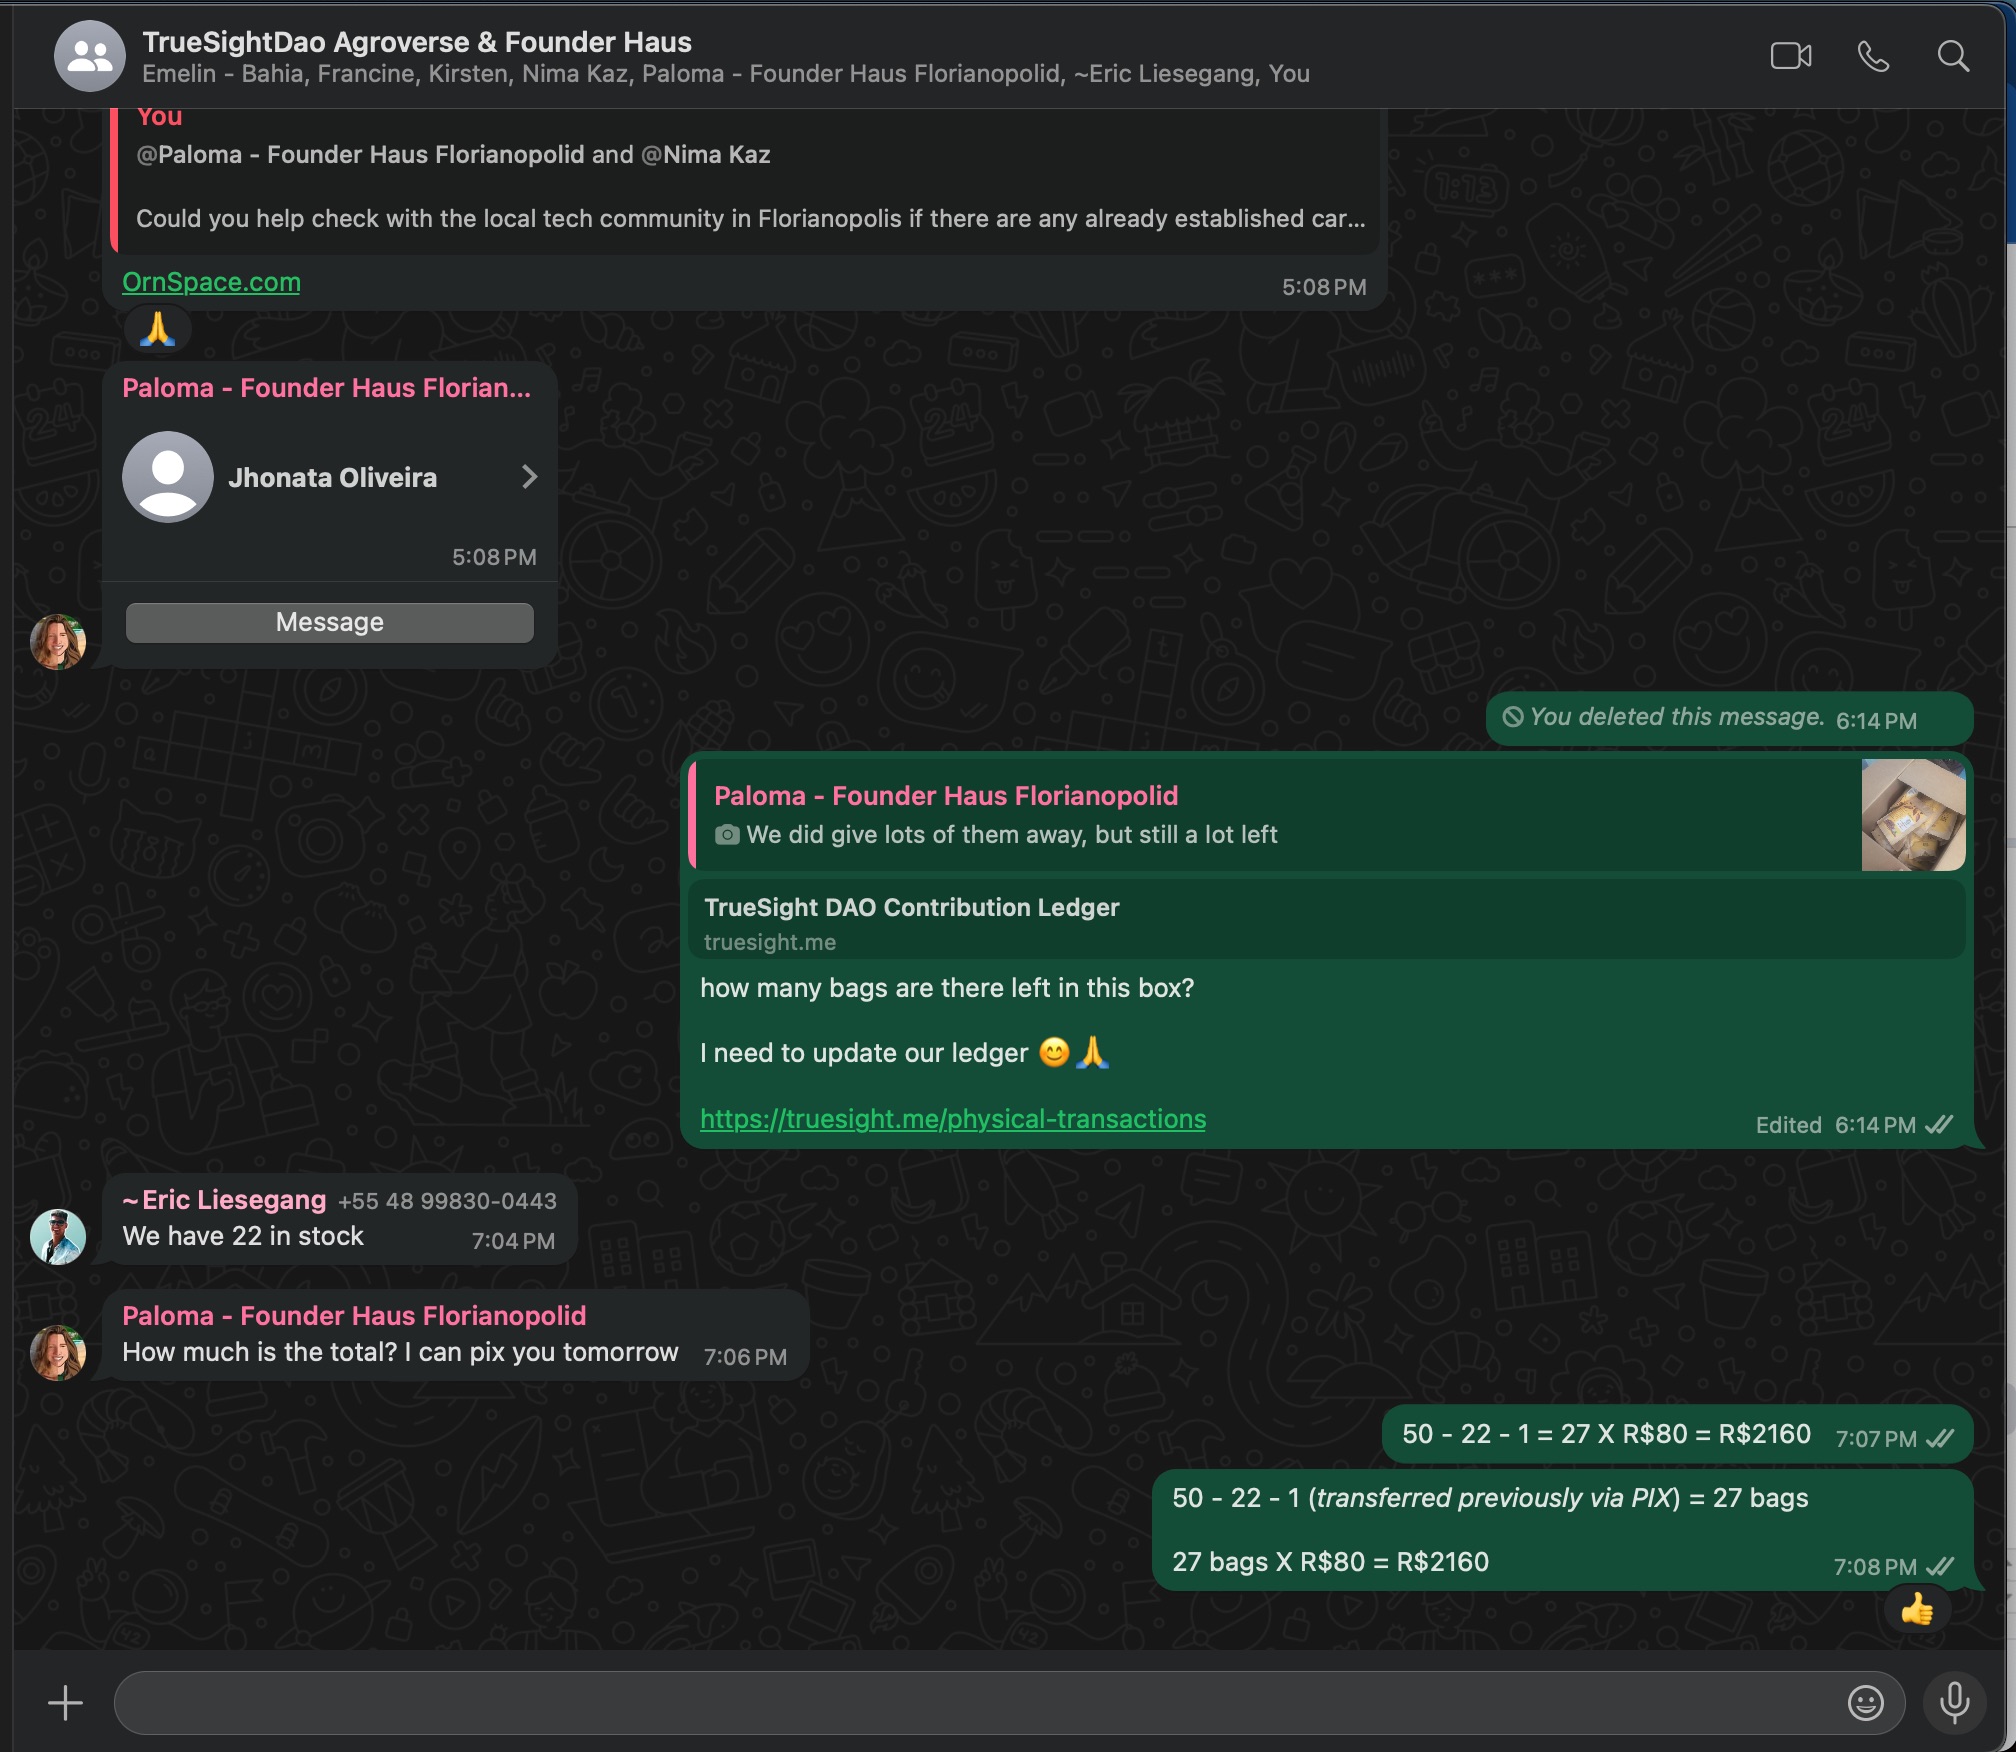 TrueSightDao Agroverse & Founder Haus
Emelin - Bahia, Francine, Kirsten, Nima Kaz, Paloma - Founder Haus Florianopolid, ~Eric Liesegang, You
You
@Paloma - Founder Haus Florianopolid and @Nima Kaz
Could you help check with the local tech community in Florianopolis if there are any already established car...
OrnSpace.com
5:08 PM
Paloma - Founder Haus Florian...
Jhonata Oliveira
5:08 PM
Message
You deleted this message. 6:14 PM
Paloma - Founder Haus Florianopolid
We did give lots of them away, but still a lot left
TrueSight DAO Contribution Ledger
truesight.me
how many bags are there left in this box?
I need to update our ledger 😊🙏
https://truesight.me/physical-transactions
Edited 6:14 PM
~Eric Liesegang +55 48 99830-0443
We have 22 in stock 7:04 PM
Paloma - Founder Haus Florianopolid
How much is the total? I can pix you tomorrow 7:06 PM
50 - 22 - 1 = 27 X R$80 = R$2160 7:07 PM
50 - 22 - 1 (transferred previously via PIX) = 27 bags
27 bags X R$80 = R$2160 7:08 PM